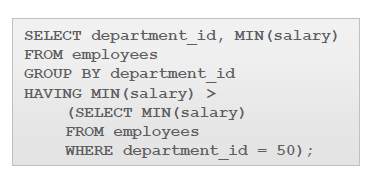 SELECT department_id, MIN(salary)
FROM employees
GROUP BY department_id
HAVING MIN(salary) >
(SELECT MIN(salary)
FROM employees
WHERE department_id = 50);